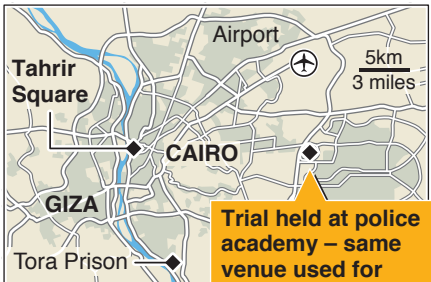 Airport
Tahrir
Square
5km
3 miles
CAIRO
GIZA
Trial held at police
academy – same
venue used for
Tora Prison